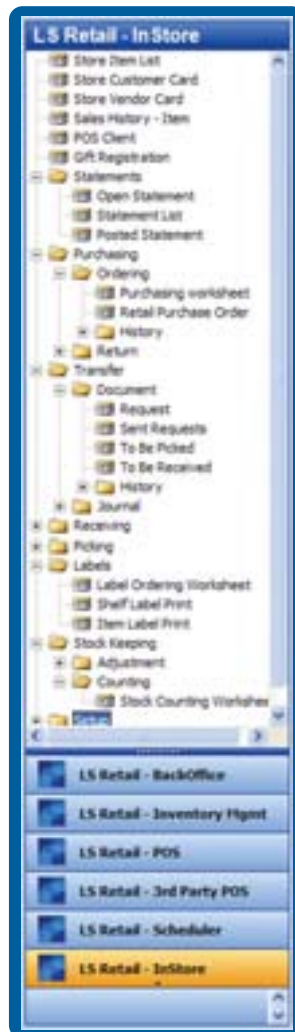 LS Retail - InStore
Store Item List
Store Customer Card
Store Vendor Card
Sales History - Item
POS Client
Gift Registration
Statements
Open Statement
Statement List
Posted Statement
Purchasing
Ordering
Purchasing worksheet
Retail Purchase Order
History
Return
Transfer
Document
Request
Sent Requests
To Be Picked
To Be Received
History
Journal
Receiving
Picking
Labels
Label Ordering Worksheet
Shelf Label Print
Item Label Print
Stock Keeping
Adjustment
Counting
Stock Counting Workshee
Setup
LS Retail - BackOffice
LS Retail - Inventory Mgmt
LS Retail - POS
LS Retail - 3rd Party POS
LS Retail - Scheduler
LS Retail - InStore